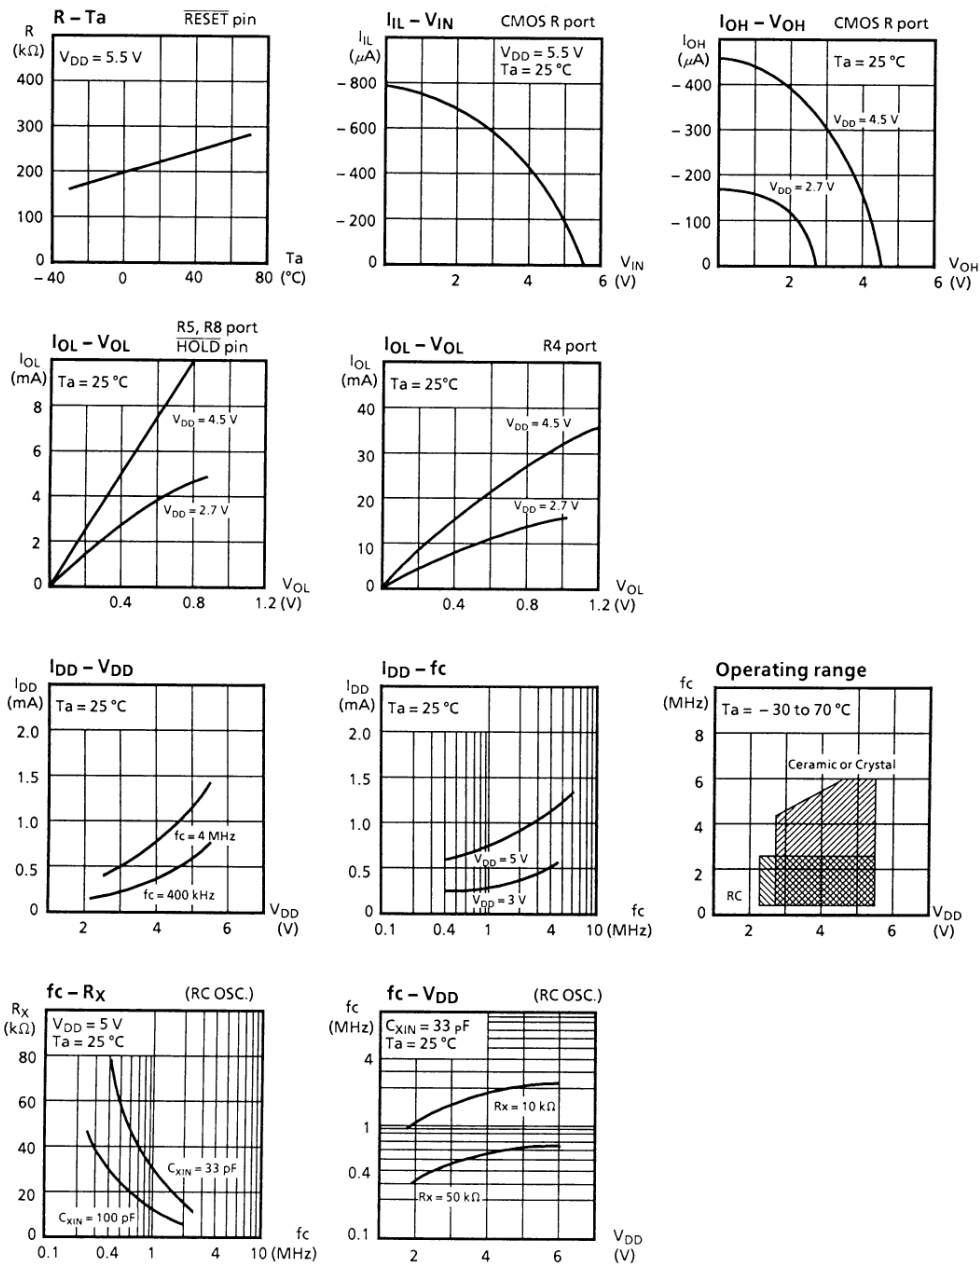 R – Ta RESET pin
R
(kΩ)
VDD = 5.5 V
400
300
200
100
0
– 40 0 40 80
Ta
(°C)
IIL – VIN CMOS R port
IIL
(μA)
VDD = 5.5 V
Ta = 25 °C
– 800
– 600
– 400
– 200
0
2 4 6
VIN
(V)
IOH – VOH CMOS R port
IOH
(μA)
Ta = 25 °C
– 400
– 300
– 200
– 100
0
VDD = 4.5 V
VDD = 2.7 V
2 4 6
VOH
(V)
IOL – VOL
R5, R8 port
HOLD pin
IOL
(mA)
Ta = 25 °C
8
6
4
2
0
VDD = 4.5 V
VDD = 2.7 V
0.4 0.8 1.2
VOL
(V)
IOL – VOL R4 port
IOL
(mA)
Ta = 25°C
40
30
20
10
0
VDD = 4.5 V
VDD = 2.7 V
0.4 0.8 1.2
VOL
(V)
IDD – VDD
IDD
(mA)
Ta = 25 °C
2.0
1.5
1.0
0.5
0
fc = 4 MHz
fc = 400 kHz
2 4 6
VDD
(V)
IDD – fc
IDD
(mA)
Ta = 25 °C
2.0
1.5
1.0
0.5
0
VDD = 5 V
VDD = 3 V
0.1 0.4 1 4 10
fc
(MHz)
Operating range
fc
(MHz)
Ta = – 30 to 70 °C
8
6
4
2
0
Ceramic or Crystal
RC
2 4 6
VDD
(V)
fc – RX (RC OSC.)
RX
(kΩ)
VDD = 5 V
Ta = 25 °C
80
60
40
20
0
CXIN = 33 pF
CXIN = 100 pF
0.1 0.4 1 4 10
fc
(MHz)
fc – VDD (RC OSC.)
fc
(MHz)
CXIN = 33 pF
Ta = 25 °C
4
1
0.4
0.1
Rx = 10 kΩ
Rx = 50 kΩ
2 4 6
VDD
(V)